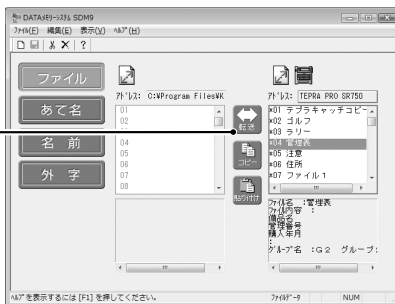 DATAメモリーシステム SDM9
ファイル(F) 編集(E) 表示(V) ヘルプ(H)
ファイル
あて名
名前
外字
アドレス: C:¥Program Files¥K
01
02
03
04
05
06
07
08
転送
コピー
貼り付け
アドレス: TEPRA PRO SR750
*01 テプラキャッチコピー
*02 ゴルフ
*03 ラリー
*04 管理表
*05 注意
*06 住所
*07 ファイル1
ファイル名 :管理表
ファイル内容 :
備品名
管理番号
購入年月
:
グループ名 :G2 グループ:
ヘルプを表示するには [F1] を押してください。
ファイルデータ
NUM